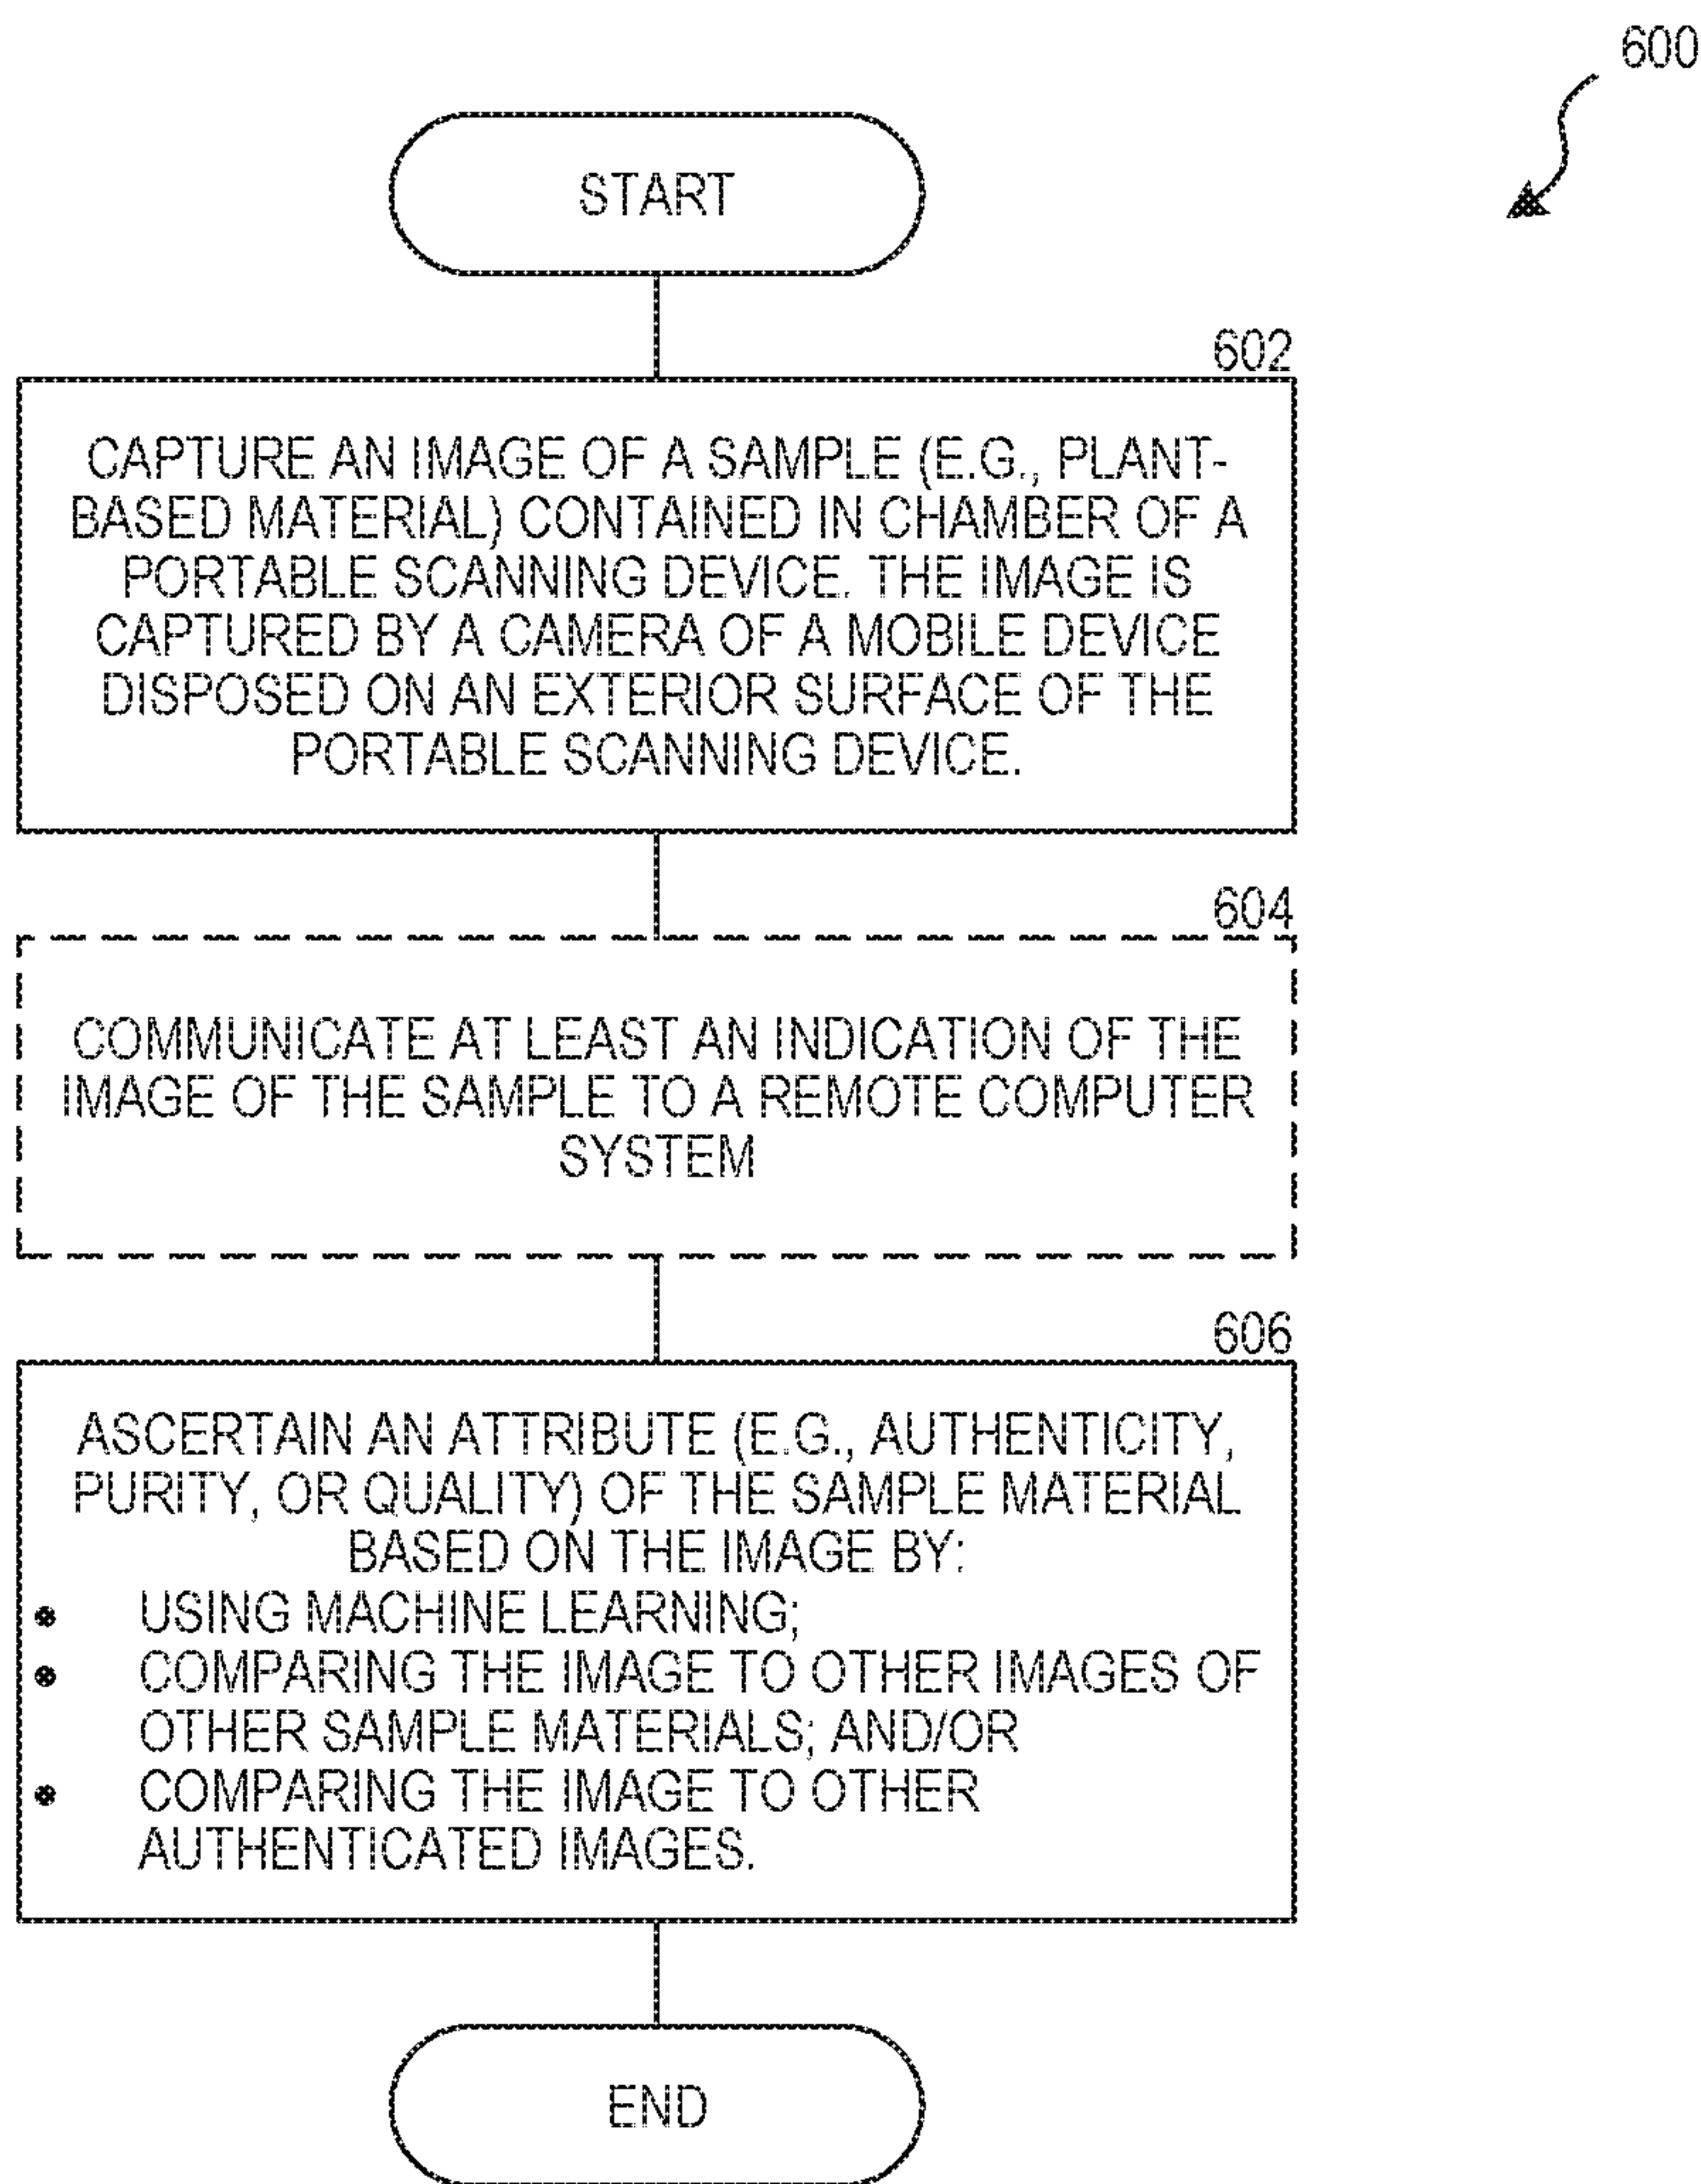 600
START
602
CAPTURE AN IMAGE OF A SAMPLE (E.G., PLANT-
BASED MATERIAL) CONTAINED IN CHAMBER OF A
PORTABLE SCANNING DEVICE. THE IMAGE IS
CAPTURED BY A CAMERA OF A MOBILE DEVICE
DISPOSED ON AN EXTERIOR SURFACE OF THE
PORTABLE SCANNING DEVICE.
604
COMMUNICATE AT LEAST AN INDICATION OF THE
IMAGE OF THE SAMPLE TO A REMOTE COMPUTER
SYSTEM
606
ASCERTAIN AN ATTRIBUTE (E.G., AUTHENTICITY,
PURITY, OR QUALITY) OF THE SAMPLE MATERIAL
BASED ON THE IMAGE BY:
• USING MACHINE LEARNING;
• COMPARING THE IMAGE TO OTHER IMAGES OF
OTHER SAMPLE MATERIALS; AND/OR
• COMPARING THE IMAGE TO OTHER
AUTHENTICATED IMAGES.
END